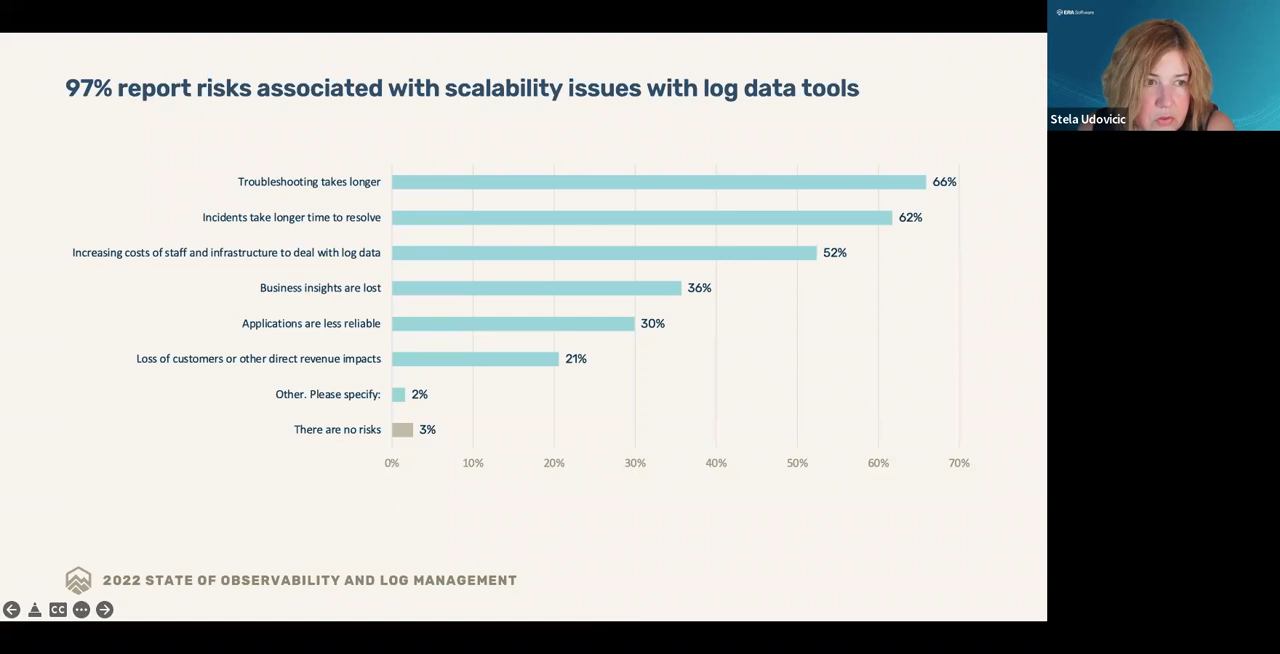 97% report risks associated with scalability issues with log data tools
ERA Software
Stela Udovicic
Troubleshooting takes longer 66%
Incidents take longer time to resolve 62%
Increasing costs of staff and infrastructure to deal with log data 52%
Business insights are lost 36%
Applications are less reliable 30%
Loss of customers or other direct revenue impacts 21%
Other. Please specify: 2%
There are no risks 3%
0% 10% 20% 30% 40% 50% 60% 70%
2022 STATE OF OBSERVABILITY AND LOG MANAGEMENT
CC